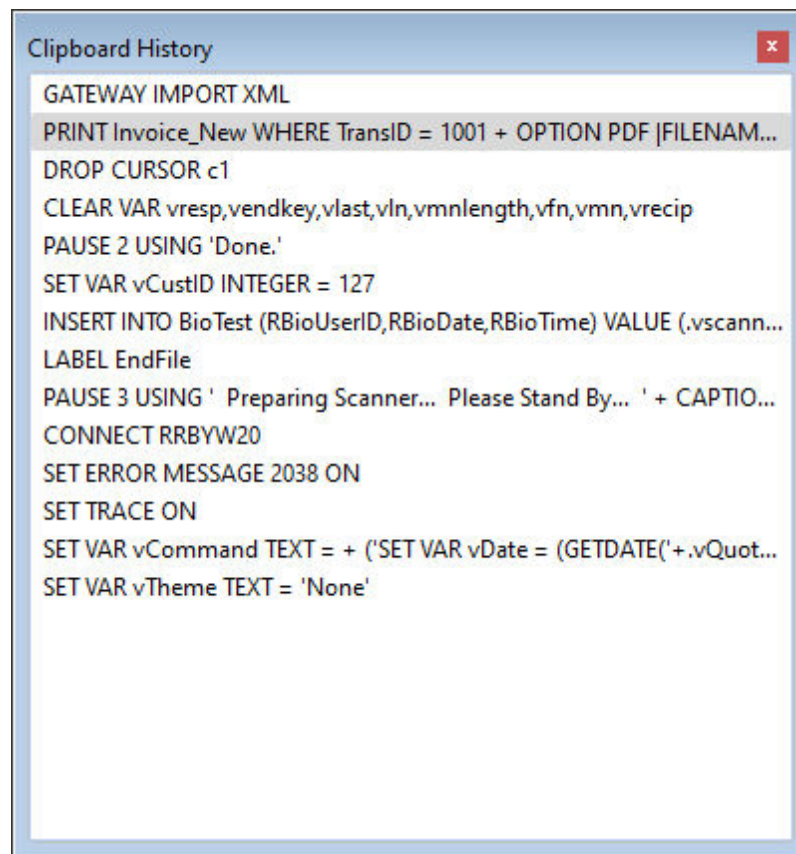 Clipboard History
x
GATEWAY IMPORT XML
PRINT Invoice_New WHERE TransID = 1001 + OPTION PDF |FILENAM...
DROP CURSOR c1
CLEAR VAR vresp,vendkey,vlast,vln,vmnlength,vfn,vmn,vrecip
PAUSE 2 USING 'Done.'
SET VAR vCustID INTEGER = 127
INSERT INTO BioTest (RBioUserID,RBioDate,RBioTime) VALUE (.vscann...
LABEL EndFile
PAUSE 3 USING '  Preparing Scanner...  Please Stand By...  ' + CAPTIO...
CONNECT RRBYW20
SET ERROR MESSAGE 2038 ON
SET TRACE ON
SET VAR vCommand TEXT = + ('SET VAR vDate = (GETDATE('+.vQuot...
SET VAR vTheme TEXT = 'None'